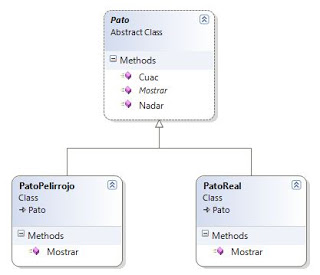 Pato
Abstract Class
Methods
Cuac
Mostrar
Nadar
PatoPelirrojo
Class
Pato
Methods
Mostrar
PatoReal
Class
Pato
Methods
Mostrar